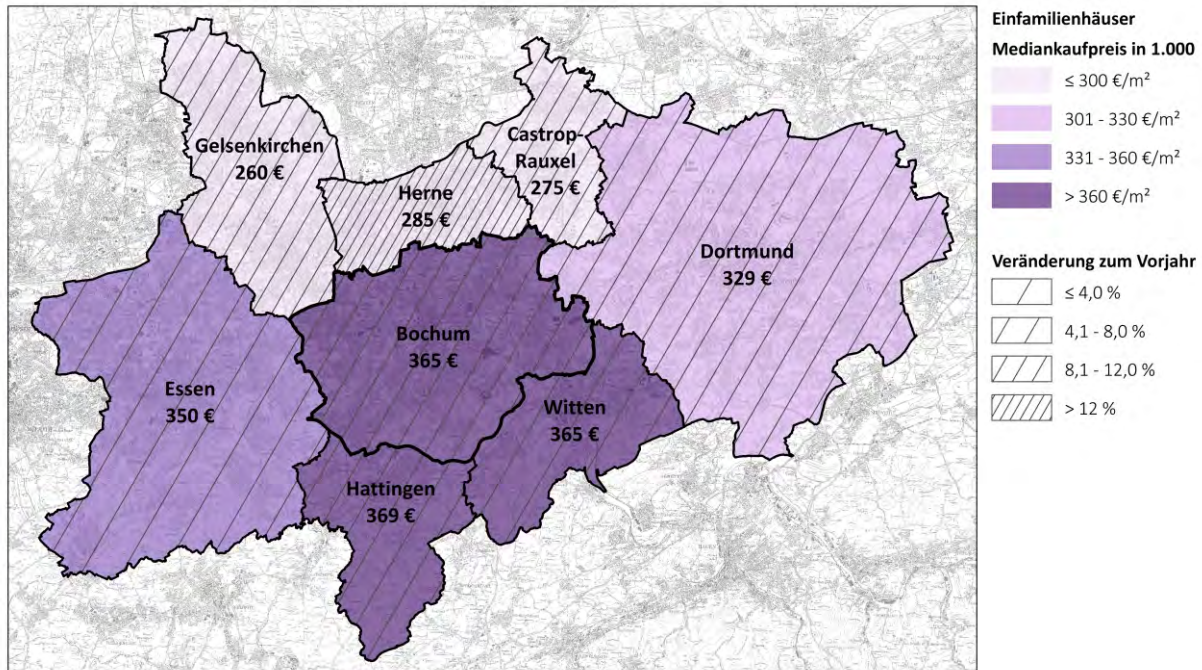 Gelsenkirchen
260 €
Castrop-
Rauxel
275 €
Herne
285 €
Dortmund
329 €
Bochum
365 €
Essen
350 €
Witten
365 €
Hattingen
369 €
Einfamilienhäuser
Mediankaufpreis in 1.000
≤ 300 €/m²
301 - 330 €/m²
331 - 360 €/m²
> 360 €/m²
Veränderung zum Vorjahr
≤ 4,0 %
4,1 - 8,0 %
8,1 - 12,0 %
> 12 %